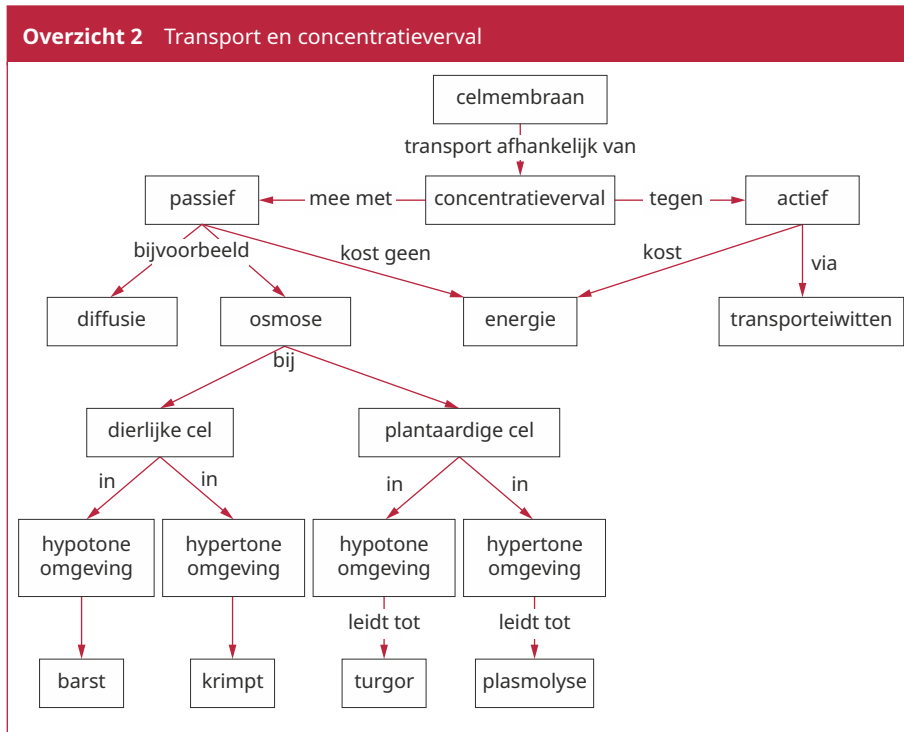 Overzicht 2 Transport en concentratieverval
celmembraan
transport afhankelijk van
passief
mee met
concentratieverval
tegen
actief
bijvoorbeeld
kost geen
kost
via
diffusie
osmose
energie
transporteiwitten
bij
dierlijke cel
plantaardige cel
in
in
in
in
hypotone
omgeving
hypertone
omgeving
hypotone
omgeving
hypertone
omgeving
leidt tot
leidt tot
barst
krimpt
turgor
plasmolyse